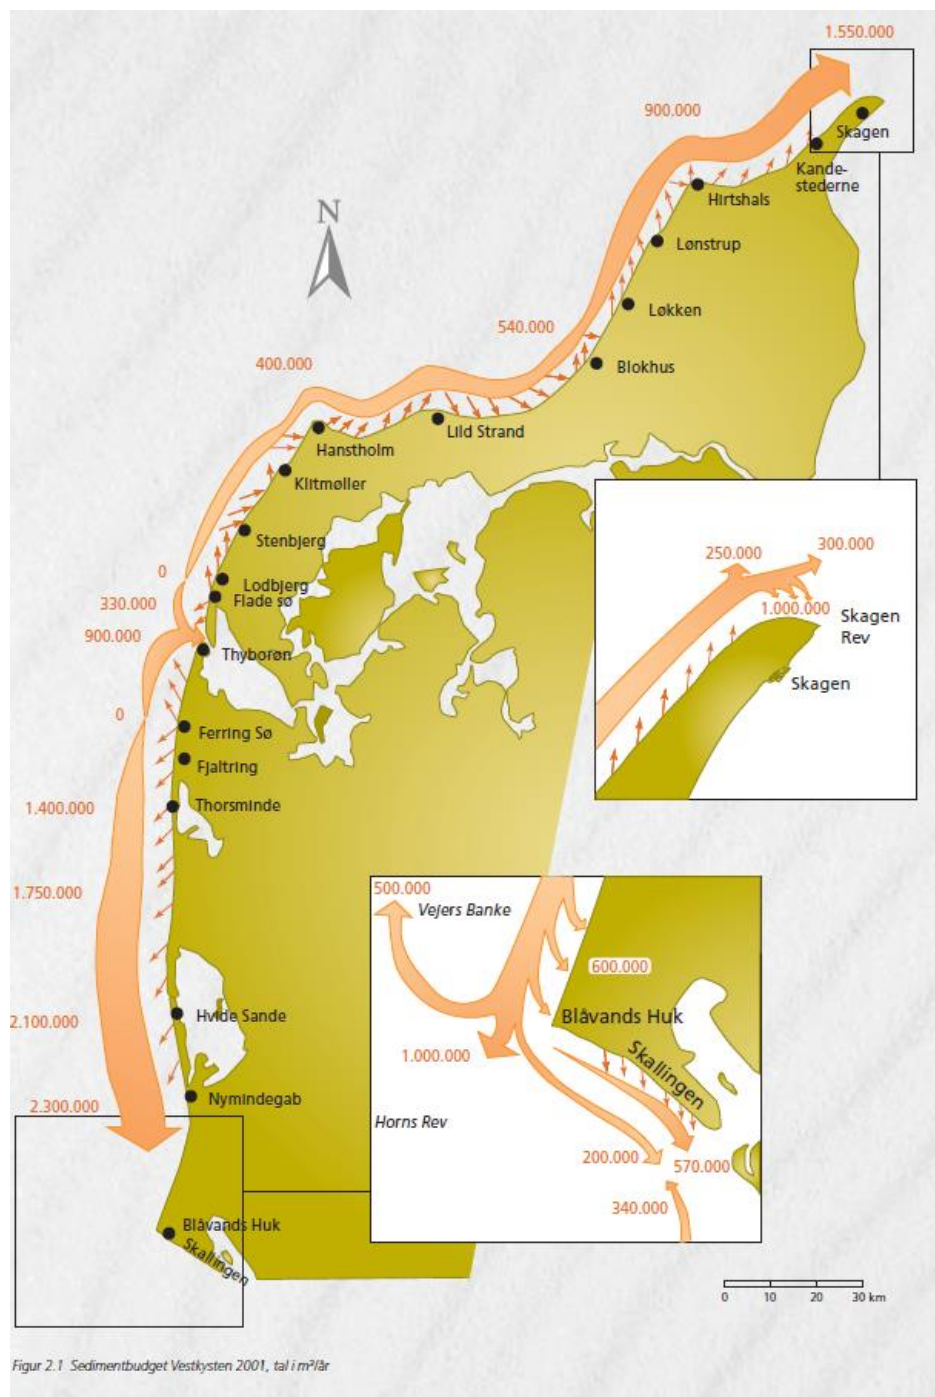 1.550.000
900.000
Skagen
Kande-
stederne
Hirtshals
N
Lønstrup
Løkken
540.000
Blokhus
400.000
Lild Strand
Hanstholm
Klitmøller
Stenbjerg
0
Lodbjerg
330.000
Flade sø
900.000
Thyborøn
0
Ferring Sø
Fjaltring
1.400.000
Thorsminde
1.750.000
Hvide Sande
2.100.000
Nymindegab
2.300.000
Blåvands Huk
Skallingen
250.000
300.000
1.000.000
Skagen
Rev
Skagen
500.000
Vejers Banke
600.000
Blåvands Huk
1.000.000
Skallingen
Horns Rev
200.000
570.000
340.000
0 10 20 30 km
Figur 2.1 Sedimentbudget Vestkysten 2001, tal i m³/år